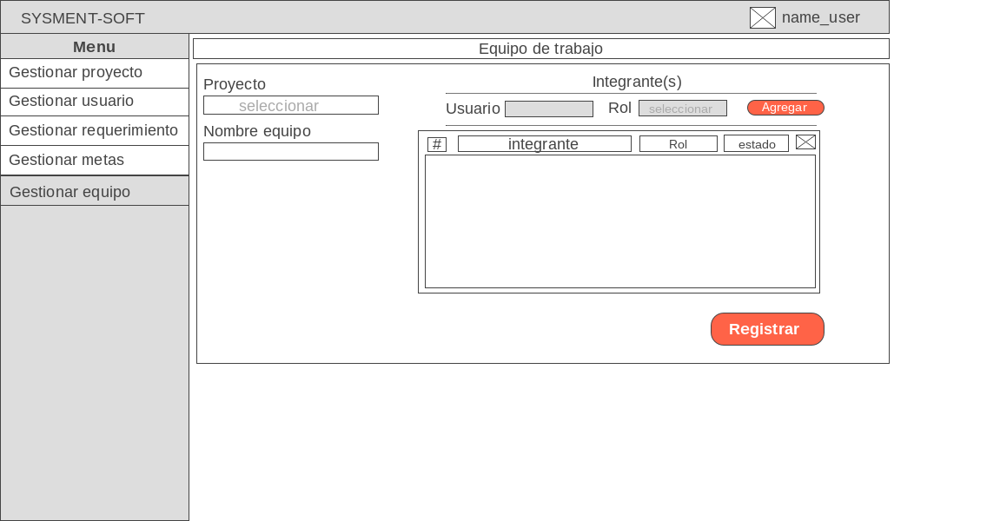 SYSMENT-SOFT
name_user
Menu
Gestionar proyecto
Gestionar usuario
Gestionar requerimiento
Gestionar metas
Gestionar equipo
Equipo de trabajo
Proyecto
seleccionar
Nombre equipo
Integrante(s)
Usuario Rol seleccionar Agregar
# integrante Rol estado
Registrar